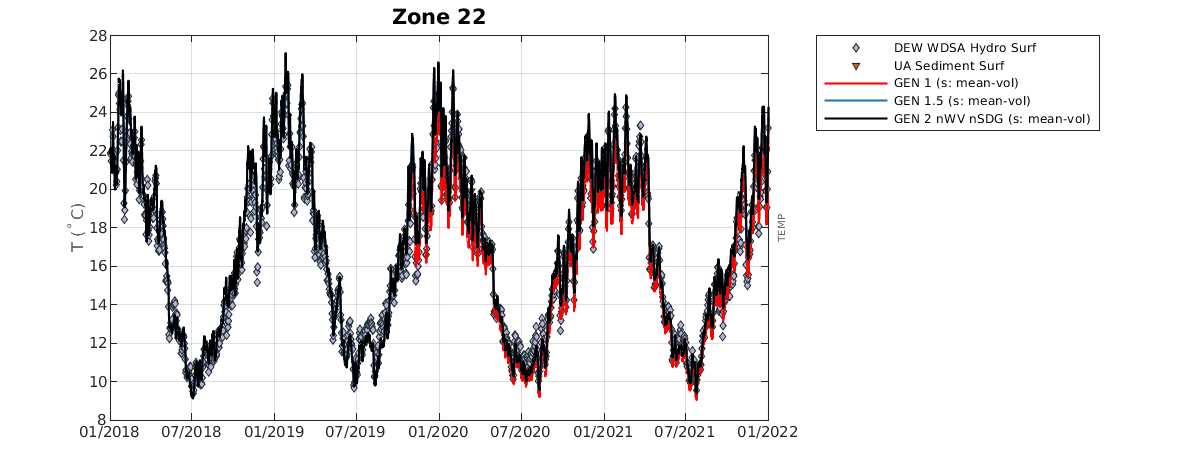 Zone 22
28
26
24
22
20
18
16
14
12
10
8
T (°C)
01/2018 07/2018 01/2019 07/2019 01/2020 07/2020 01/2021 07/2021 01/2022
TEMP
DEW WDSA Hydro Surf
UA Sediment Surf
GEN 1 (s: mean-vol)
GEN 1.5 (s: mean-vol)
GEN 2 nWV nSDG (s: mean-vol)